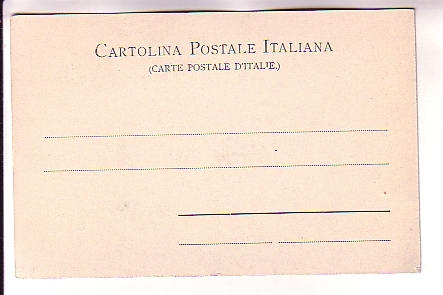 CARTOLINA POSTALE ITALIANA
(CARTE POSTALE D'ITALIE.)